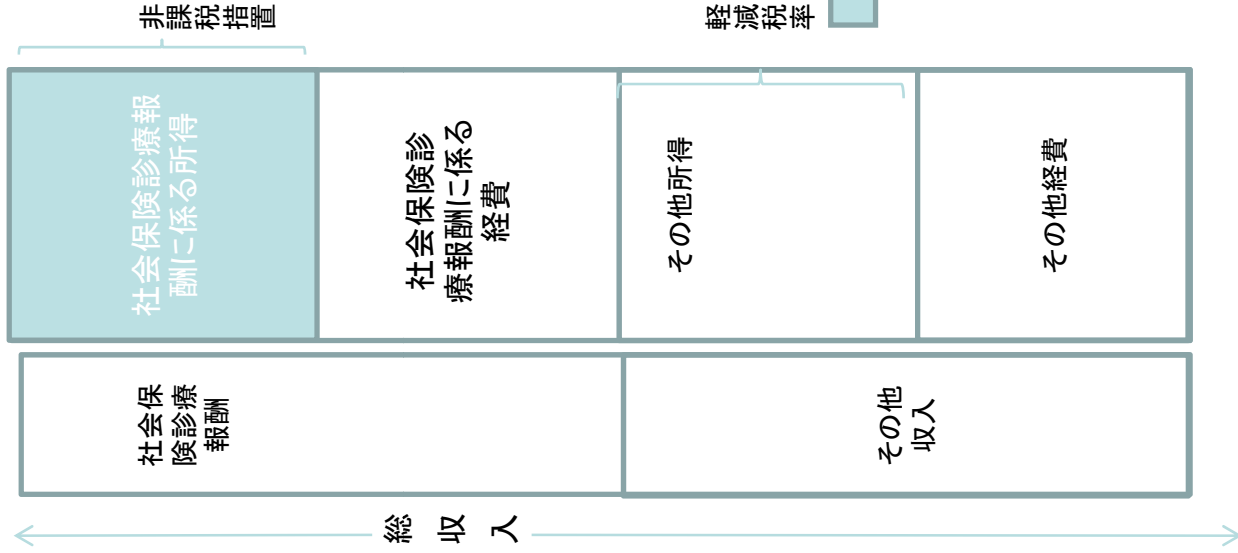 非課税措置
軽減税率
社会保険診療報
酬に係る所得
社会保険診
療報酬に係る
経費
その他所得
その他経費
社会保
険診療
報酬
その他
収入
総収入